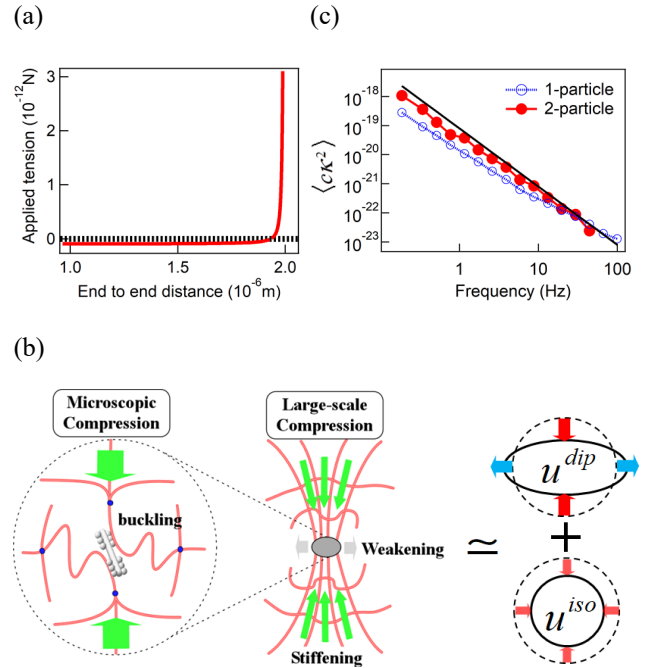 (a)
Applied tension (10⁻¹²N)
3
2
1
0
1.0
1.5
2.0
End to end distance (10⁻⁶m)
(c)
⟨cκ²⟩
10⁻¹⁸
10⁻¹⁹
10⁻²⁰
10⁻²¹
10⁻²²
10⁻²³
1-particle
2-particle
1
10
100
Frequency (Hz)
(b)
Microscopic
Compression
buckling
Large-scale
Compression
Weakening
Stiffening
≃
u^dip
+
u^iso